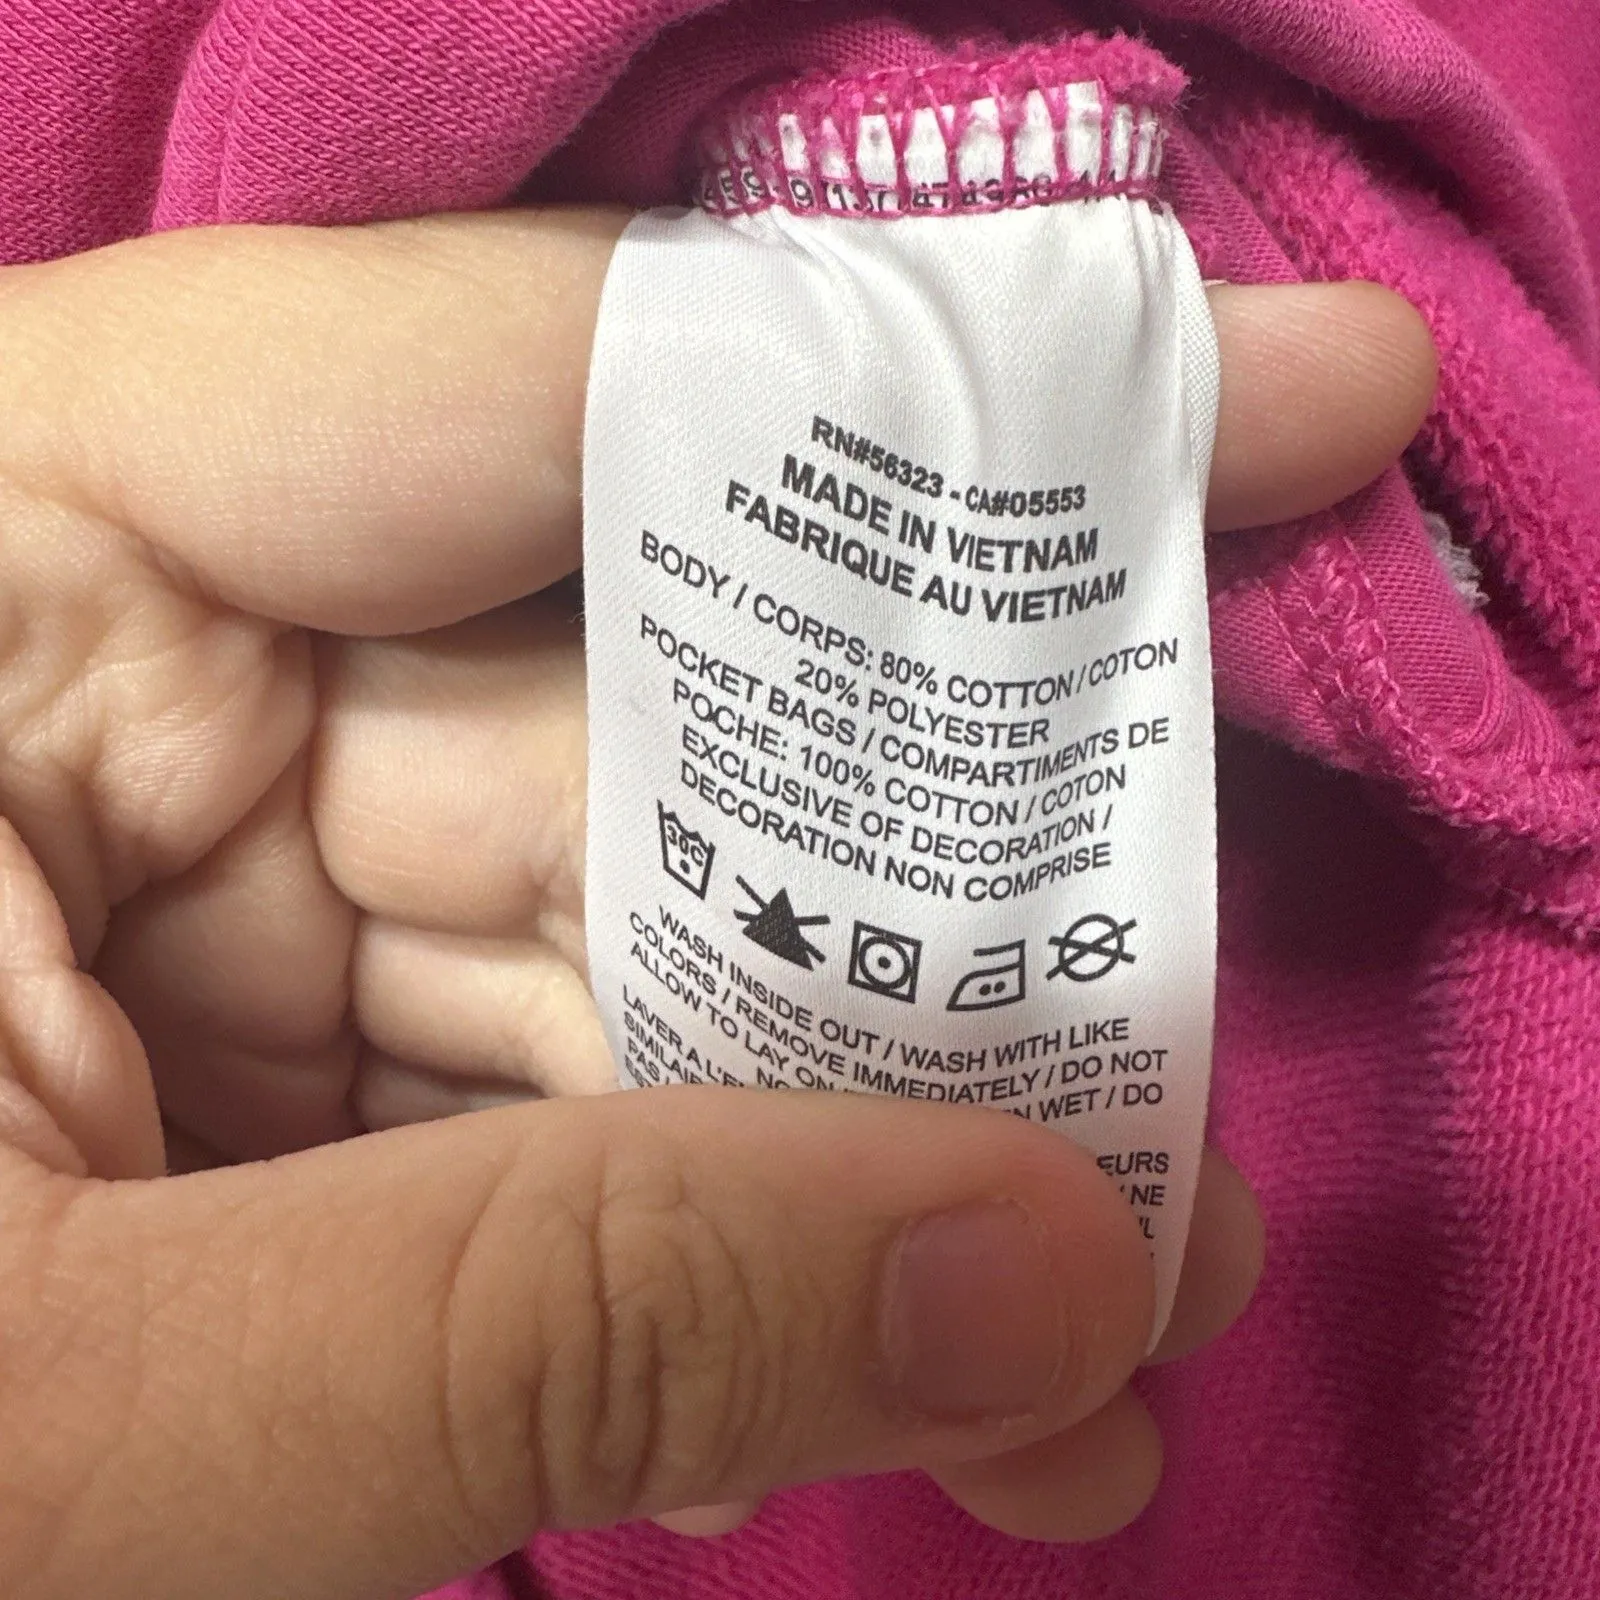 RN#56323 - CA#05553
MADE IN VIETNAM
FABRIQUE AU VIETNAM
BODY / CORPS: 80% COTTON / COTON
20% POLYESTER
POCKET BAGS / COMPARTIMENTS DE
POCHE: 100% COTTON / COTON
EXCLUSIVE OF DECORATION /
DECORATION NON COMPRISE
30C
WASH INSIDE OUT / WASH WITH LIKE
COLORS / REMOVE IMMEDIATELY / DO NOT
ALLOW TO LAY ON WET / DO
LAVER A